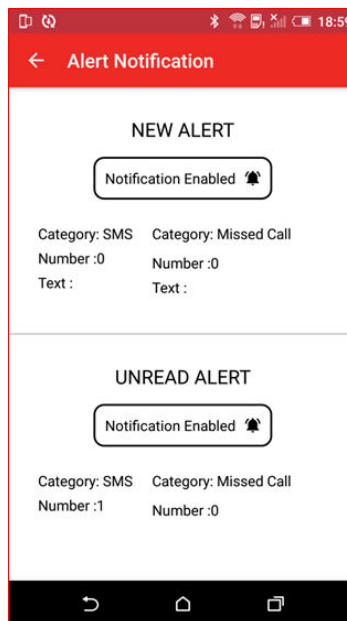 18:59
Alert Notification
NEW ALERT
Notification Enabled
Category: SMS
Number :0
Text :
Category: Missed Call
Number :0
Text :
UNREAD ALERT
Notification Enabled
Category: SMS
Number :1
Category: Missed Call
Number :0